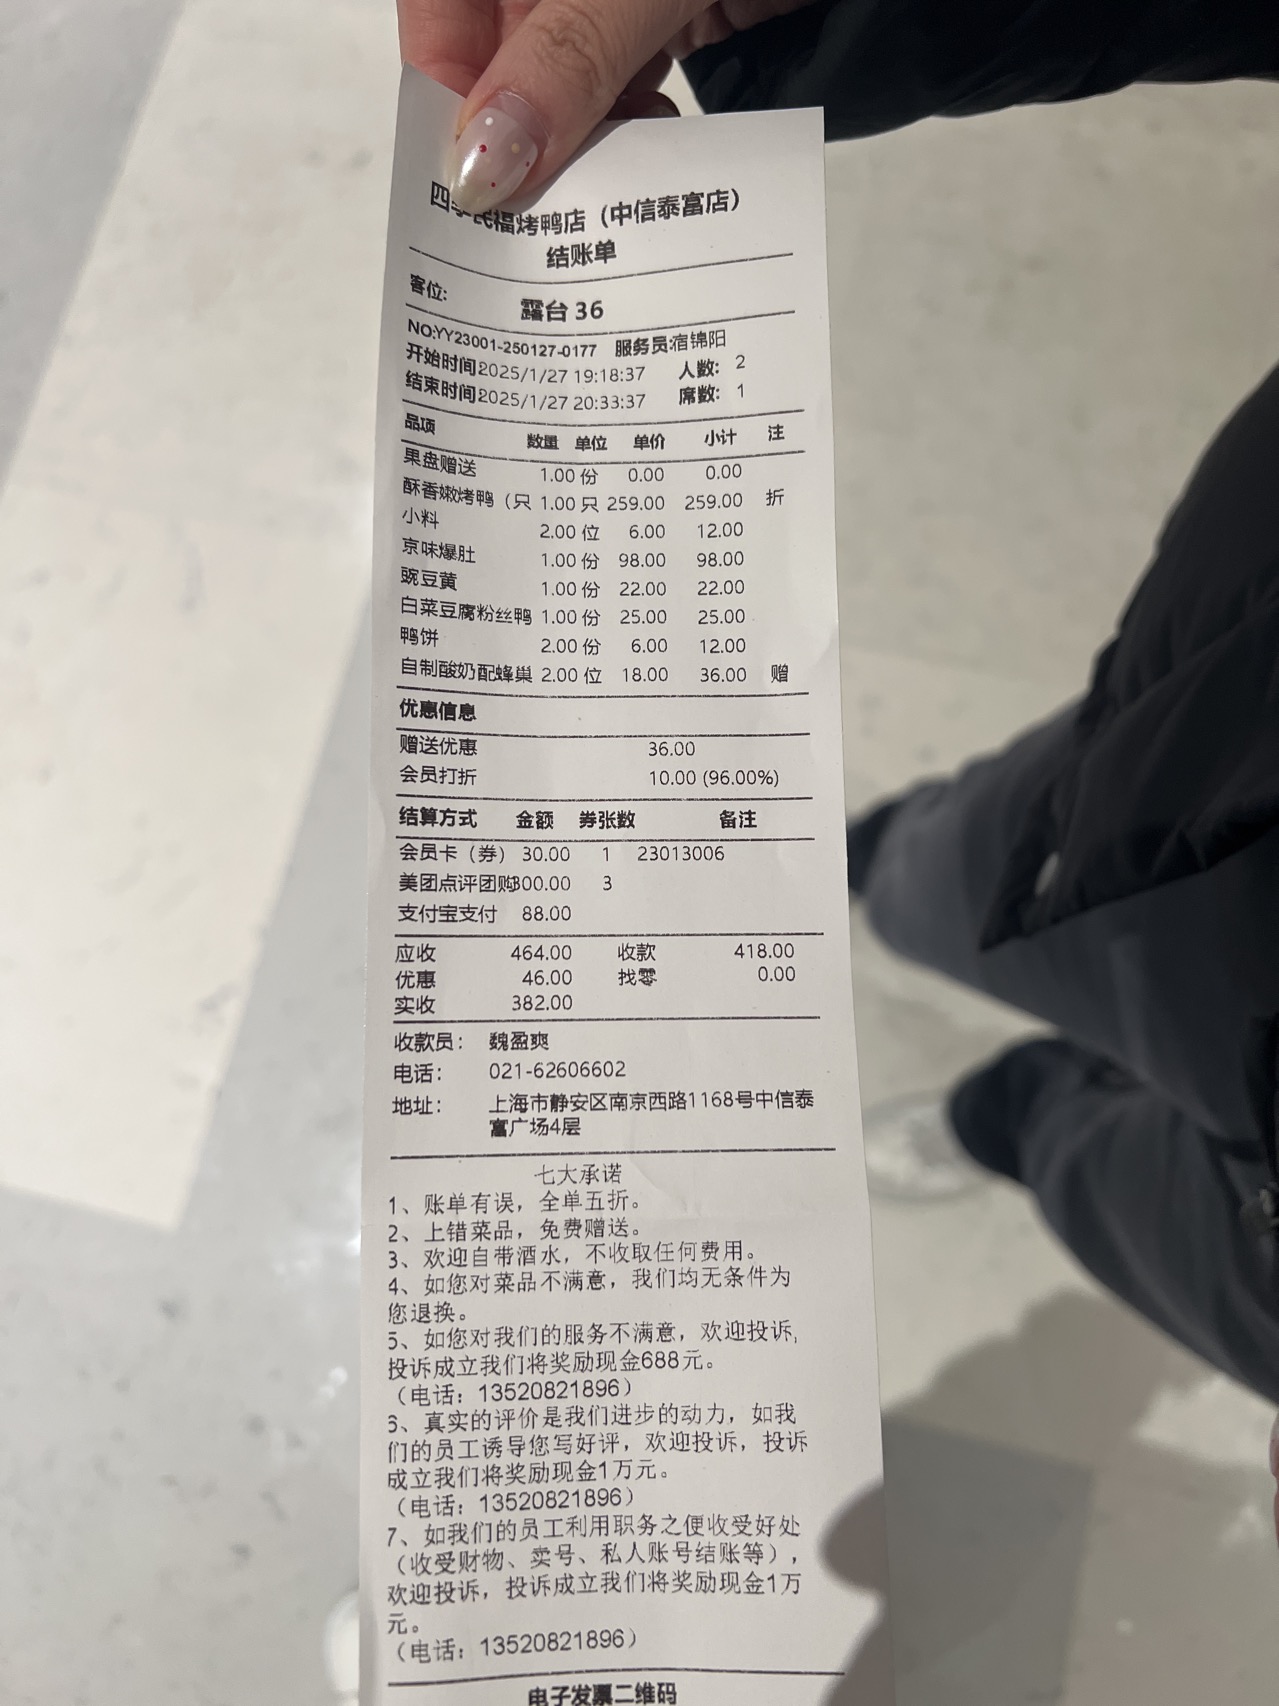 四季民福烤鸭店（中信泰富店）
结账单
客位: 露台 36
NO:YY23001-250127-0177 服务员:宿锦阳
开始时间2025/1/27 19:18:37 人数: 2
结束时间2025/1/27 20:33:37 席数: 1
品项 数量 单位 单价 小计 注
果盘赠送 1.00 份 0.00 0.00
酥香嫩烤鸭（只 1.00 只 259.00 259.00 折
小料 2.00 位 6.00 12.00
京味爆肚 1.00 份 98.00 98.00
豌豆黄 1.00 份 22.00 22.00
白菜豆腐粉丝鸭 1.00 份 25.00 25.00
鸭饼 2.00 份 6.00 12.00
自制酸奶配蜂巢 2.00 位 18.00 36.00 赠
优惠信息
赠送优惠 36.00
会员打折 10.00 (96.00%)
结算方式 金额 券张数 备注
会员卡（券） 30.00 1 23013006
美团点评团购300.00 3
支付宝支付 88.00
应收 464.00 收款 418.00
优惠 46.00 找零 0.00
实收 382.00
收款员: 魏盈爽
电话: 021-62606602
地址: 上海市静安区南京西路1168号中信泰
富广场4层
七大承诺
1、账单有误，全单五折。
2、上错菜品，免费赠送。
3、欢迎自带酒水，不收取任何费用。
4、如您对菜品不满意，我们均无条件为
您退换。
5、如您对我们的服务不满意，欢迎投诉,
投诉成立我们将奖励现金688元。
（电话: 13520821896）
6、真实的评价是我们进步的动力，如我
们的员工诱导您写好评，欢迎投诉，投诉
成立我们将奖励现金1万元。
（电话: 13520821896）
7、如我们的员工利用职务之便收受好处
（收受财物、卖号、私人账号结账等），
欢迎投诉，投诉成立我们将奖励现金1万
元。
（电话: 13520821896）
电子发票二维码